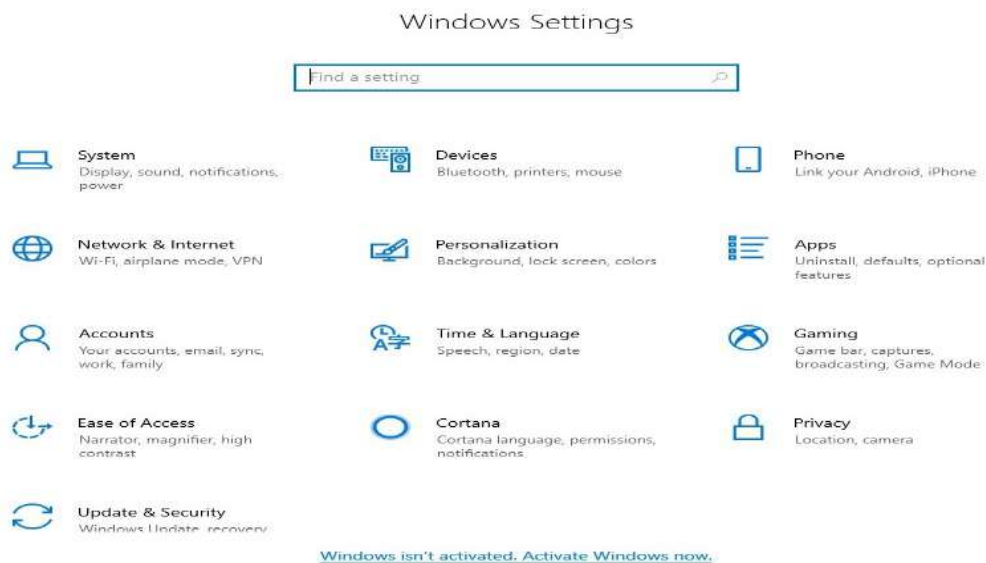 Windows Settings
Find a setting
System
Display, sound, notifications,
power
Devices
Bluetooth, printers, mouse
Phone
Link your Android, iPhone
Network & Internet
Wi-Fi, airplane mode, VPN
Personalization
Background, lock screen, colors
Apps
Uninstall, defaults, optional
features
Accounts
Your accounts, email, sync,
work, family
Time & Language
Speech, region, date
Gaming
Game bar, captures,
broadcasting, Game Mode
Ease of Access
Narrator, magnifier, high
contrast
Cortana
Cortana language, permissions,
notifications
Privacy
Location, camera
Update & Security
Windows Update, recovery
Windows isn't activated. Activate Windows now.